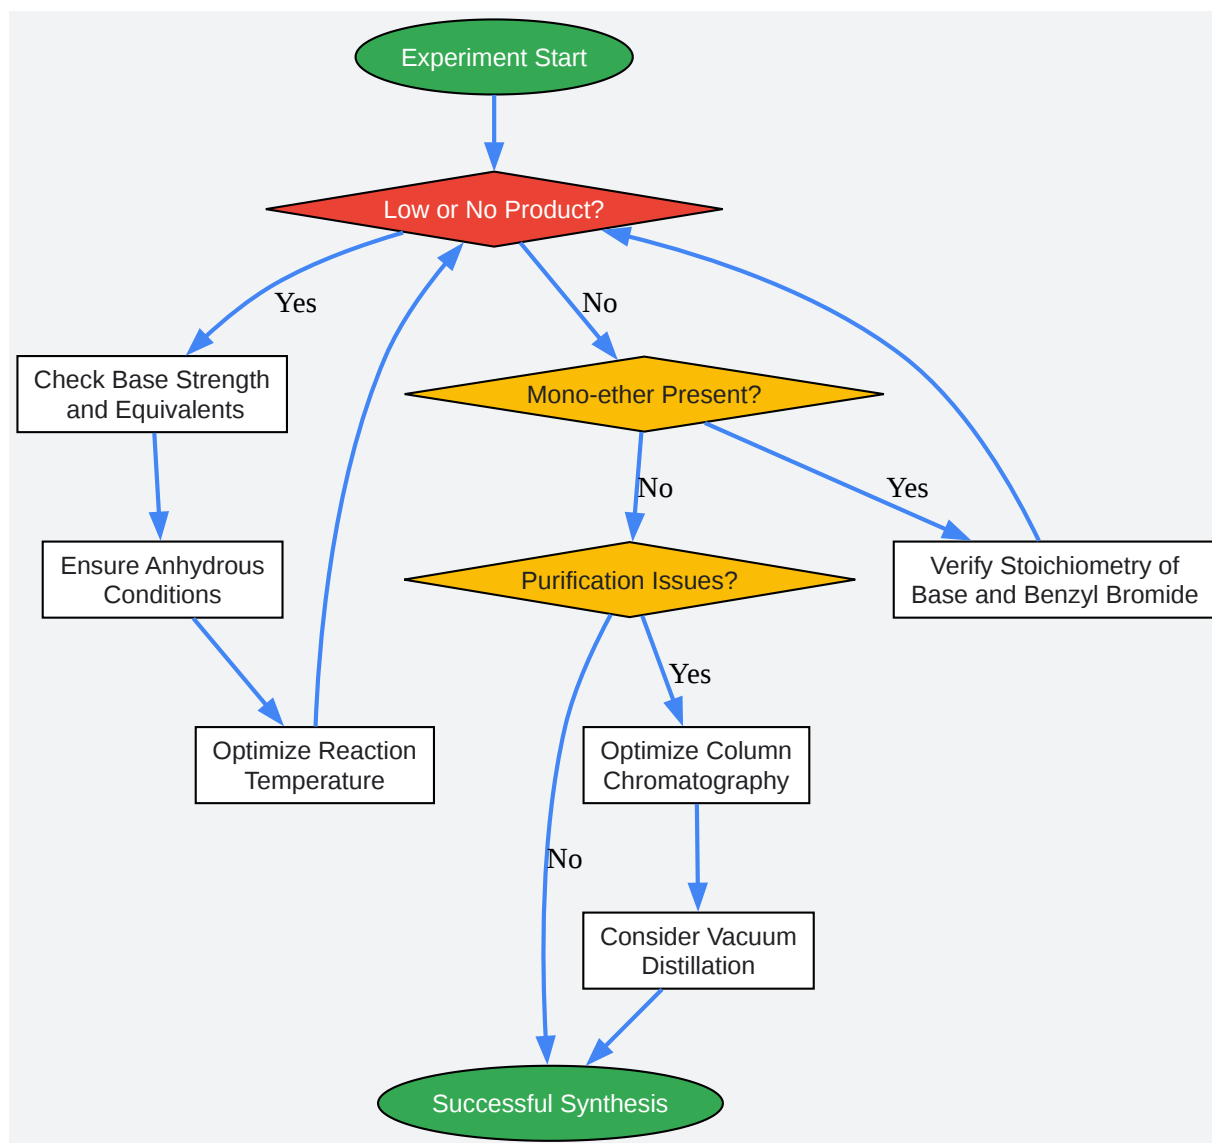 Experiment Start
Low or No Product?
Yes
No
Check Base Strength
and Equivalents
Mono-ether Present?
No
Yes
Ensure Anhydrous
Conditions
Purification Issues?
Verify Stoichiometry of
Base and Benzyl Bromide
Yes
Optimize Reaction
Temperature
Optimize Column
Chromatography
No
Consider Vacuum
Distillation
Successful Synthesis